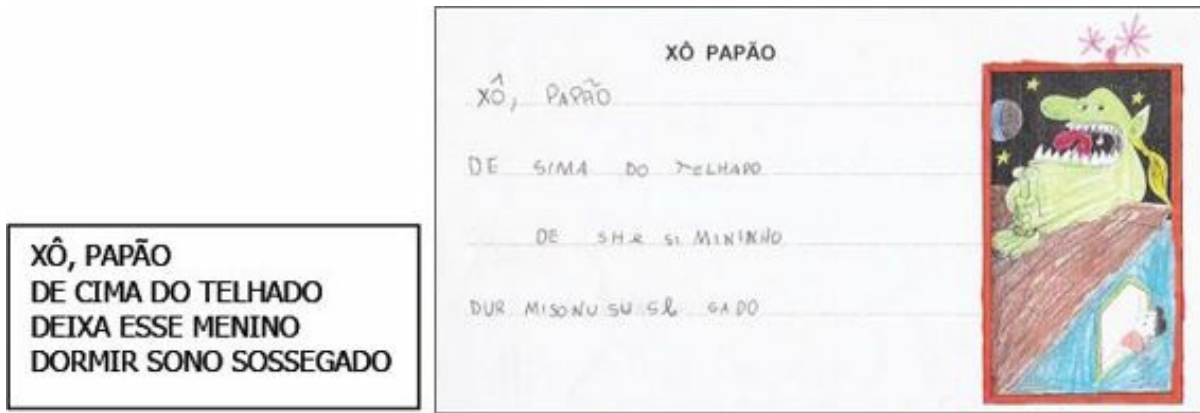 XÔ, PAPÃO
DE CIMA DO TELHADO
DEIXA ESSE MENINO
DORMIR SONO SOSSEGADO
XÔ PAPÃO
XÔ, PAPÃO
DE SIMA DO TELHADO
DE SHE SI MININHO
DUR MISONU SU SE GADO